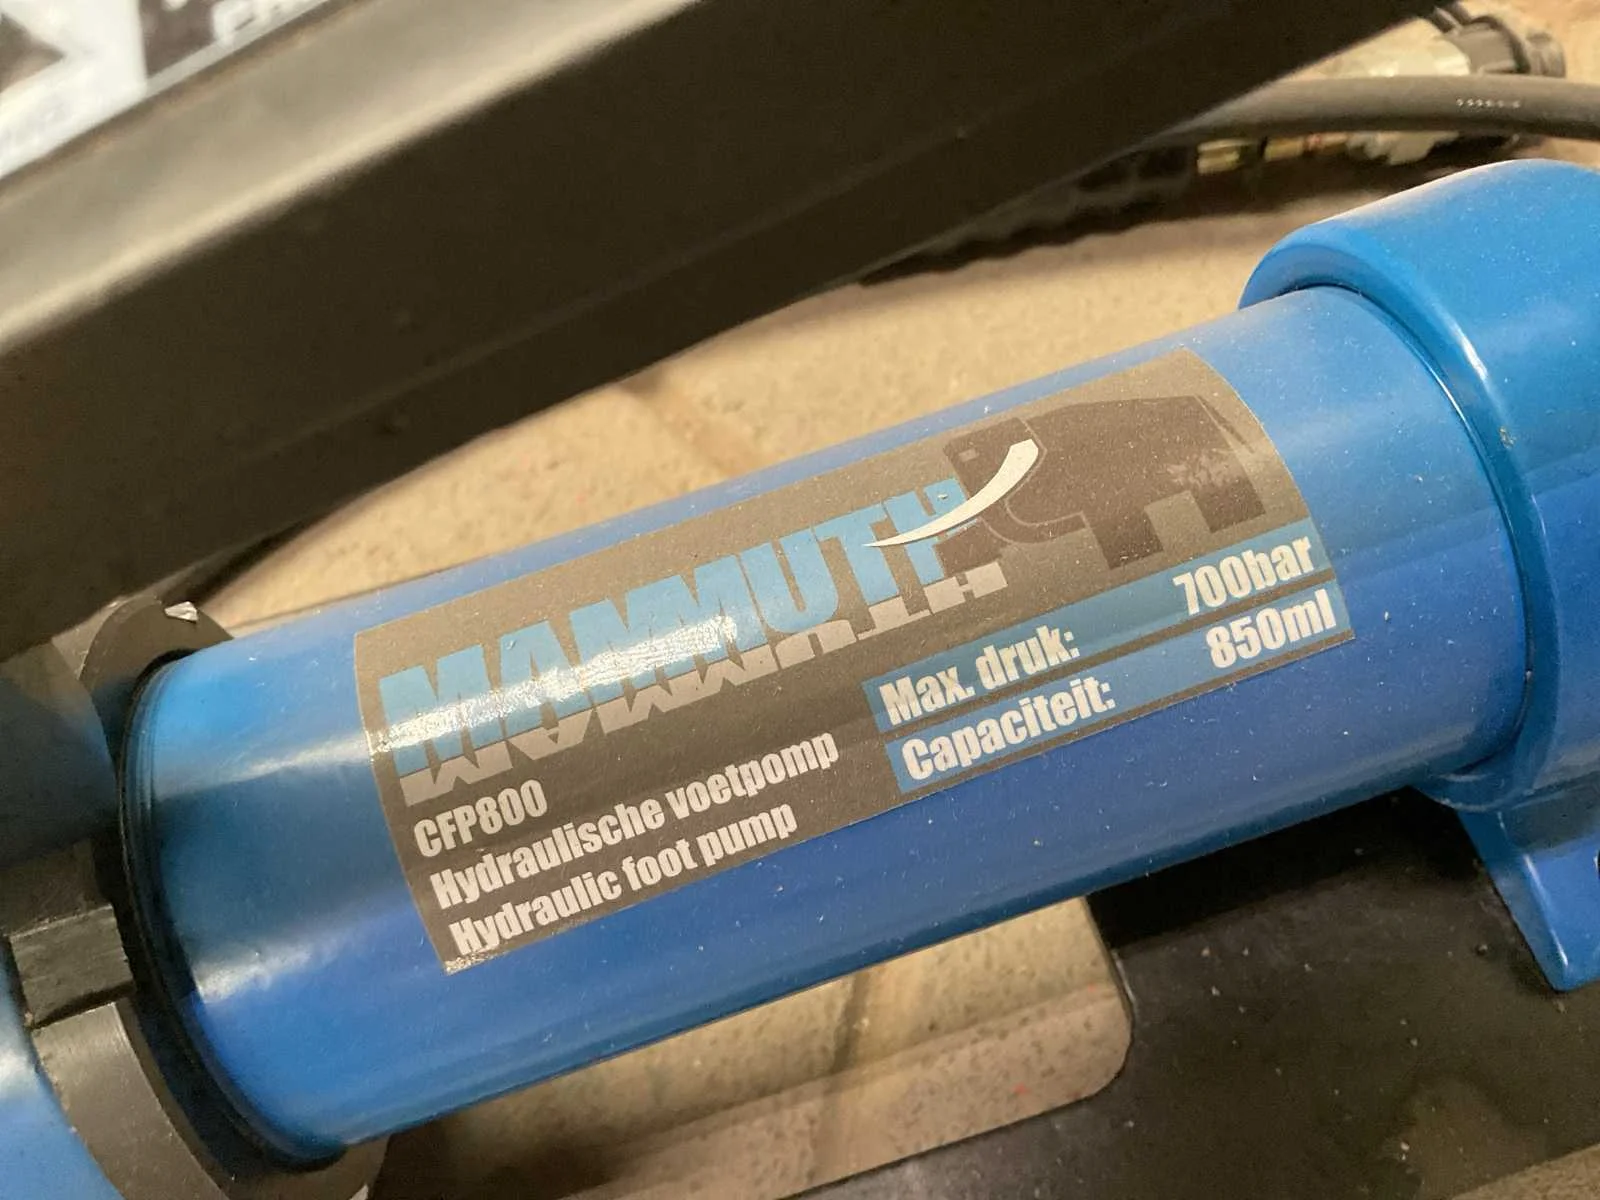 MAMMUTH
CFP800
Hydraulische voetpomp
Hydraulic foot pump
Max. druk: 700bar
Capaciteit: 850ml